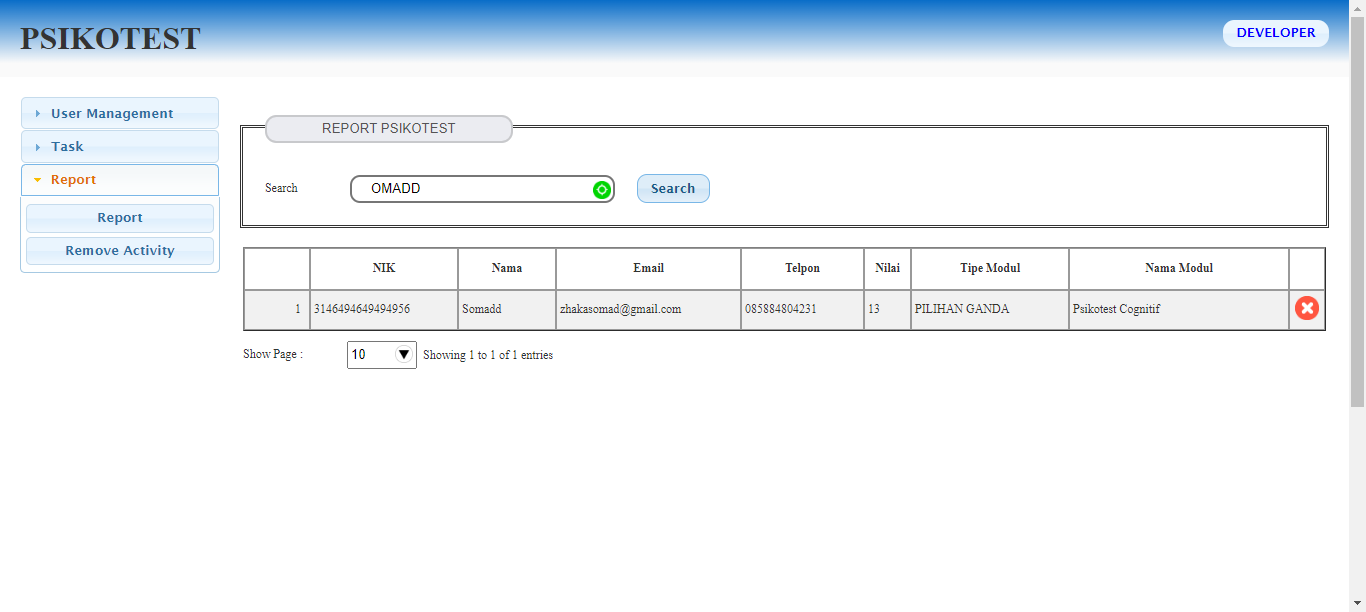 PSIKOTEST
DEVELOPER
User Management
Task
Report
Report
Remove Activity
REPORT PSIKOTEST
Search OMADD Search
NIK Nama Email Telpon Nilai Tipe Modul Nama Modul
1 3146494649494956 Somadd zhakasomad@gmail.com 085884804231 13 PILIHAN GANDA Psikotest Cognitif
Show Page : 10 Showing 1 to 1 of 1 entries